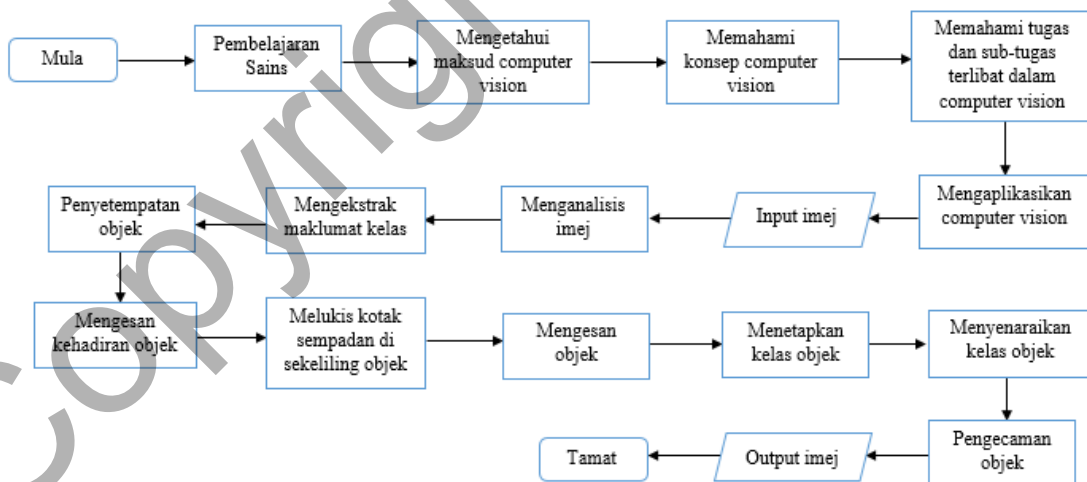 Mula
Pembelajaran
Sains
Mengetahui
maksud computer
vision
Memahami
konsep computer
vision
Memahami tugas
dan sub-tugas
terlibat dalam
computer vision
Mengaplikasikan
computer vision
Input imej
Menganalisis
imej
Mengekstrak
maklumat kelas
Penyetempatan
objek
Mengesan
kehadiran objek
Melukis kotak
sempadan di
sekeliling objek
Mengesan
objek
Menetapkan
kelas objek
Menyenaraikan
kelas objek
Pengecaman
objek
Output imej
Tamat
Copyrig